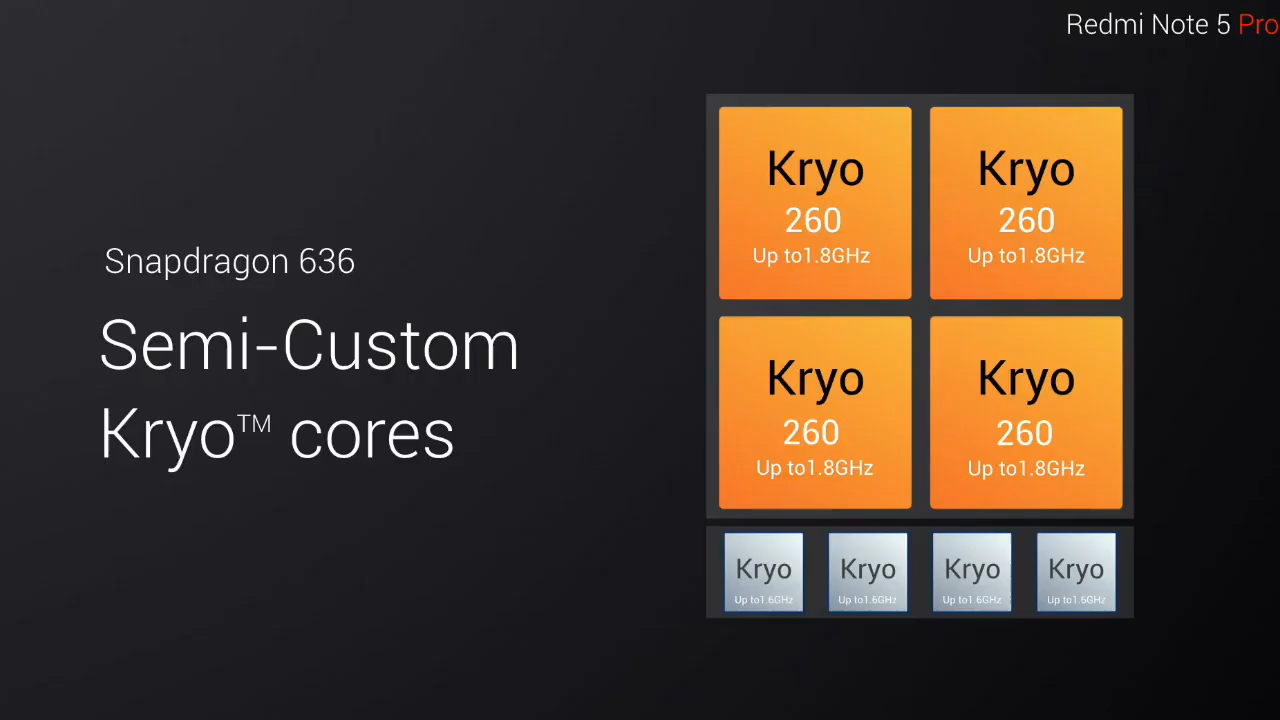 Redmi Note 5 Pro
Snapdragon 636
Semi-Custom
Kryo™ cores
Kryo
260
Up to1.8GHz
Kryo
260
Up to1.8GHz
Kryo
260
Up to1.8GHz
Kryo
260
Up to1.8GHz
Kryo
Up to1.6GHz
Kryo
Up to1.6GHz
Kryo
Up to1.6GHz
Kryo
Up to1.6GHz